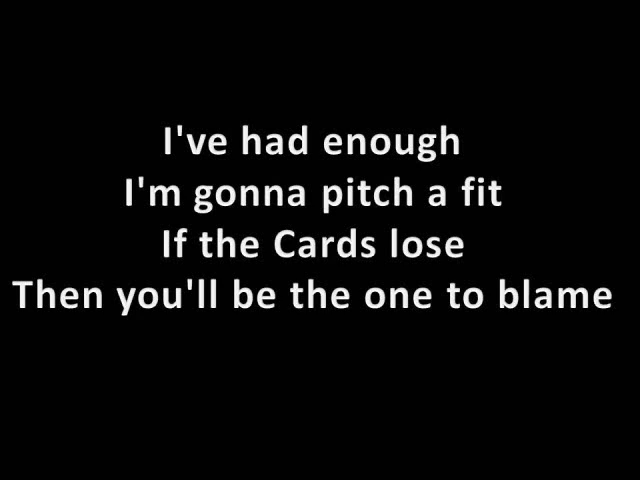 I've had enough
I'm gonna pitch a fit
If the Cards lose
Then you'll be the one to blame